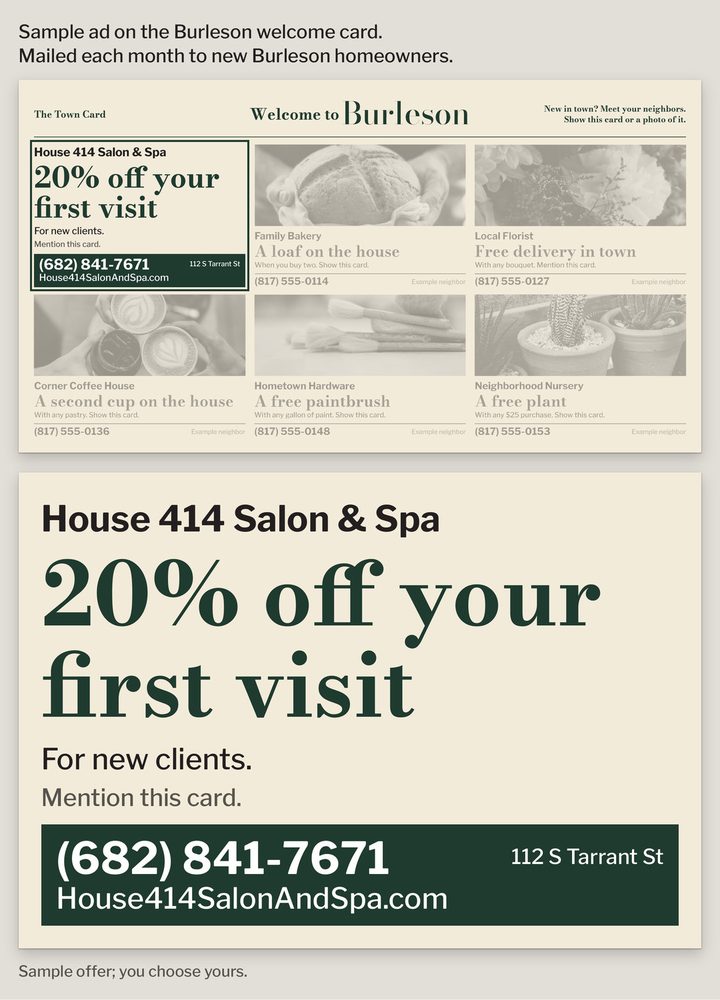 Sample ad on the Burleson welcome card.
Mailed each month to new Burleson homeowners.
The Town Card
Welcome to Burleson
New in town? Meet your neighbors.
Show this card or a photo of it.
House 414 Salon & Spa
20% off your
first visit
For new clients.
Mention this card.
(682) 841-7671
112 S Tarrant St
House414SalonAndSpa.com
Family Bakery
A loaf on the house
When you buy two. Show this card.
(817) 555-0114
Example neighbor
Local Florist
Free delivery in town
With any bouquet. Mention this card.
(817) 555-0127
Example neighbor
Corner Coffee House
A second cup on the house
With any pastry. Show this card.
(817) 555-0136
Example neighbor
Hometown Hardware
A free paintbrush
With any gallon of paint. Show this card.
(817) 555-0148
Example neighbor
Neighborhood Nursery
A free plant
With any $25 purchase. Show this card.
(817) 555-0153
Example neighbor
House 414 Salon & Spa
20% off your
first visit
For new clients.
Mention this card.
(682) 841-7671
112 S Tarrant St
House414SalonAndSpa.com
Sample offer; you choose yours.